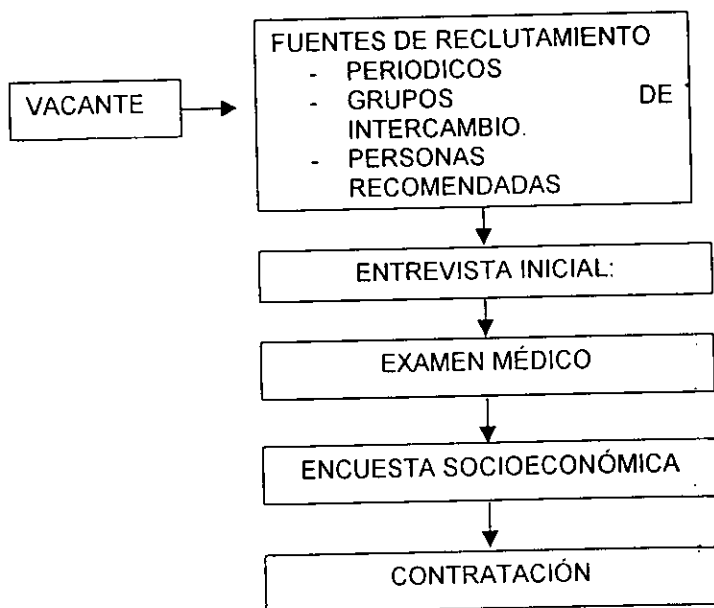 VACANTE
FUENTES DE RECLUTAMIENTO
- PERIODICOS
- GRUPOS DE
INTERCAMBIO.
- PERSONAS
RECOMENDADAS
ENTREVISTA INICIAL:
EXAMEN MÉDICO
ENCUESTA SOCIOECONÓMICA
CONTRATACIÓN